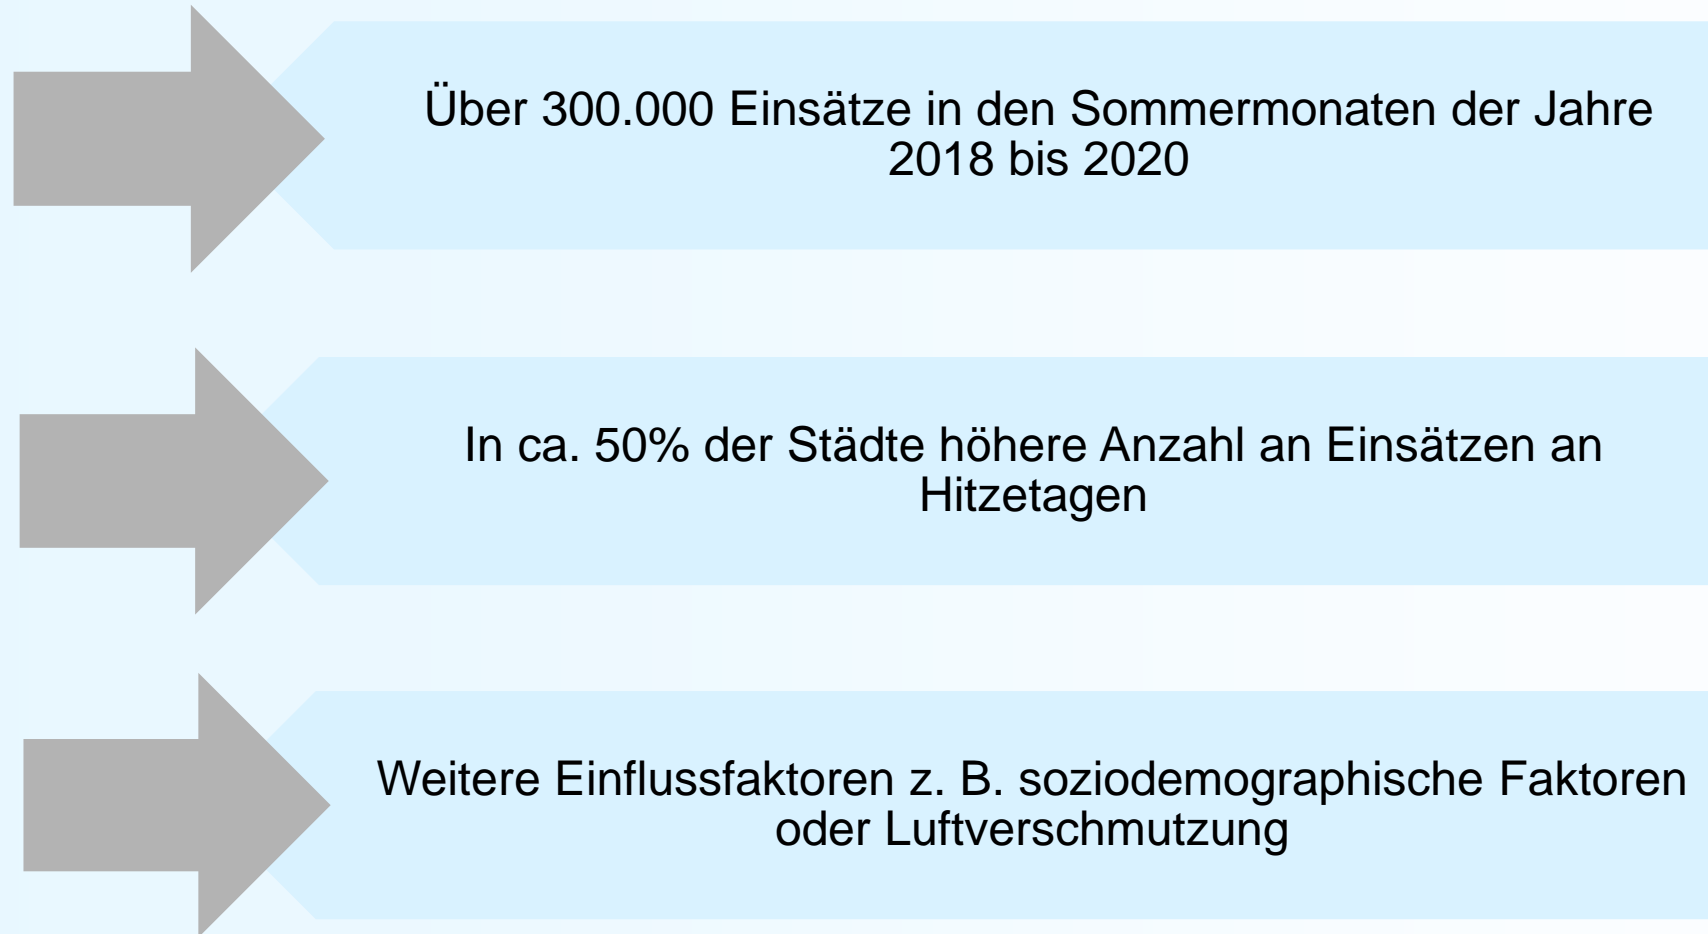 Über 300.000 Einsätze in den Sommermonaten der Jahre
2018 bis 2020
In ca. 50% der Städte höhere Anzahl an Einsätzen an
Hitzetagen
Weitere Einflussfaktoren z. B. soziodemographische Faktoren
oder Luftverschmutzung